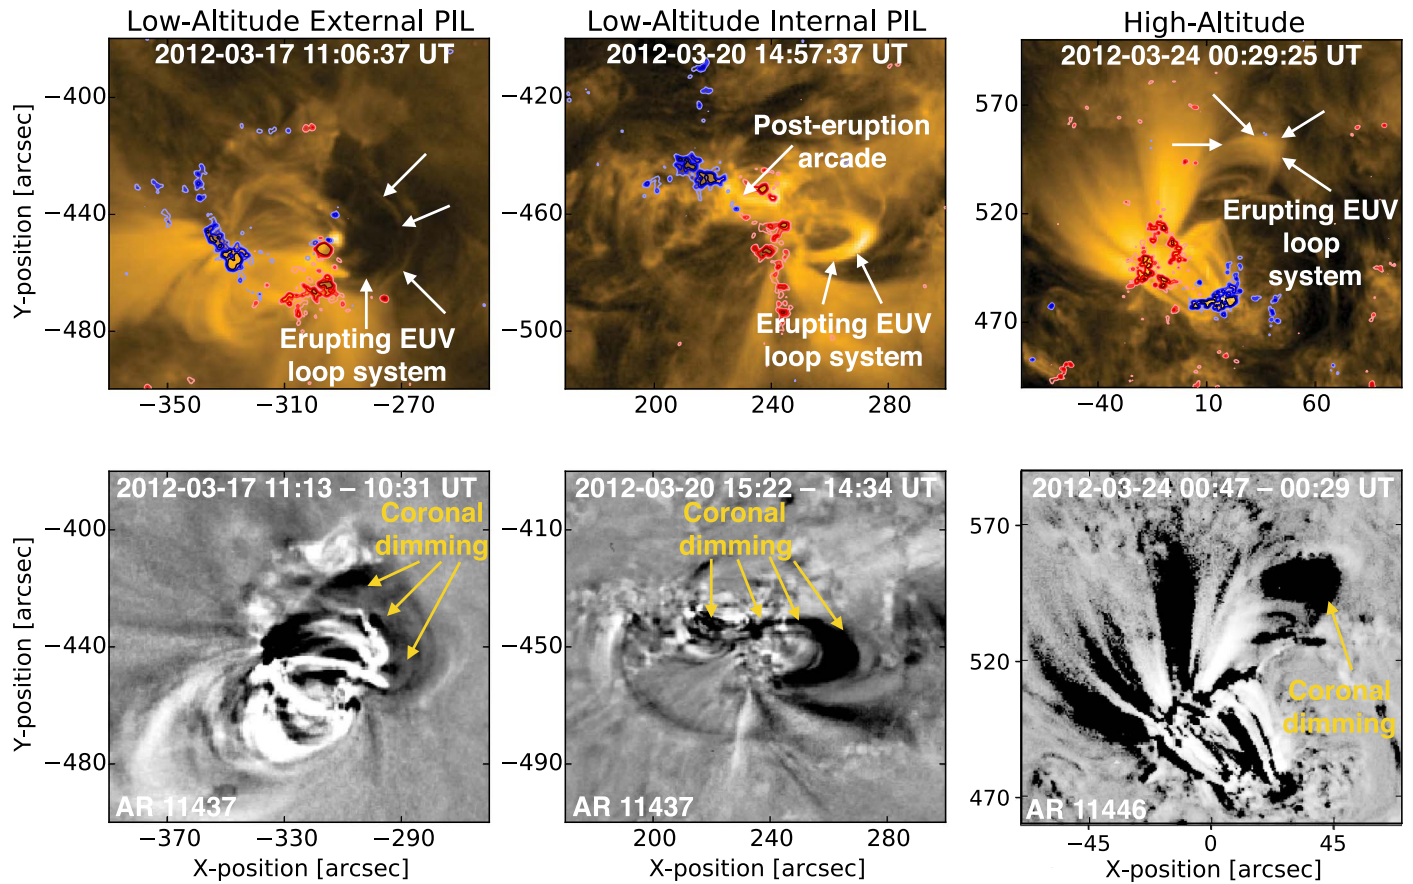 Low-Altitude External PIL
Low-Altitude Internal PIL
High-Altitude
2012-03-17 11:06:37 UT
−400
−440
−480
Y-position [arcsec]
Erupting EUV
loop system
−350
−310
−270
2012-03-20 14:57:37 UT
−420
−460
−500
Post-eruption
arcade
Erupting EUV
loop system
200
240
280
2012-03-24 00:29:25 UT
570
520
470
Erupting EUV
loop
system
−40
10
60
2012-03-17 11:13 – 10:31 UT
Coronal
dimming
−400
−440
−480
Y-position [arcsec]
AR 11437
−370
−330
−290
X-position [arcsec]
2012-03-20 15:22 – 14:34 UT
Coronal
dimming
−410
−450
−490
AR 11437
200
240
280
X-position [arcsec]
2012-03-24 00:47 – 00:29 UT
570
520
470
Coronal
dimming
AR 11446
−45
0
45
X-position [arcsec]